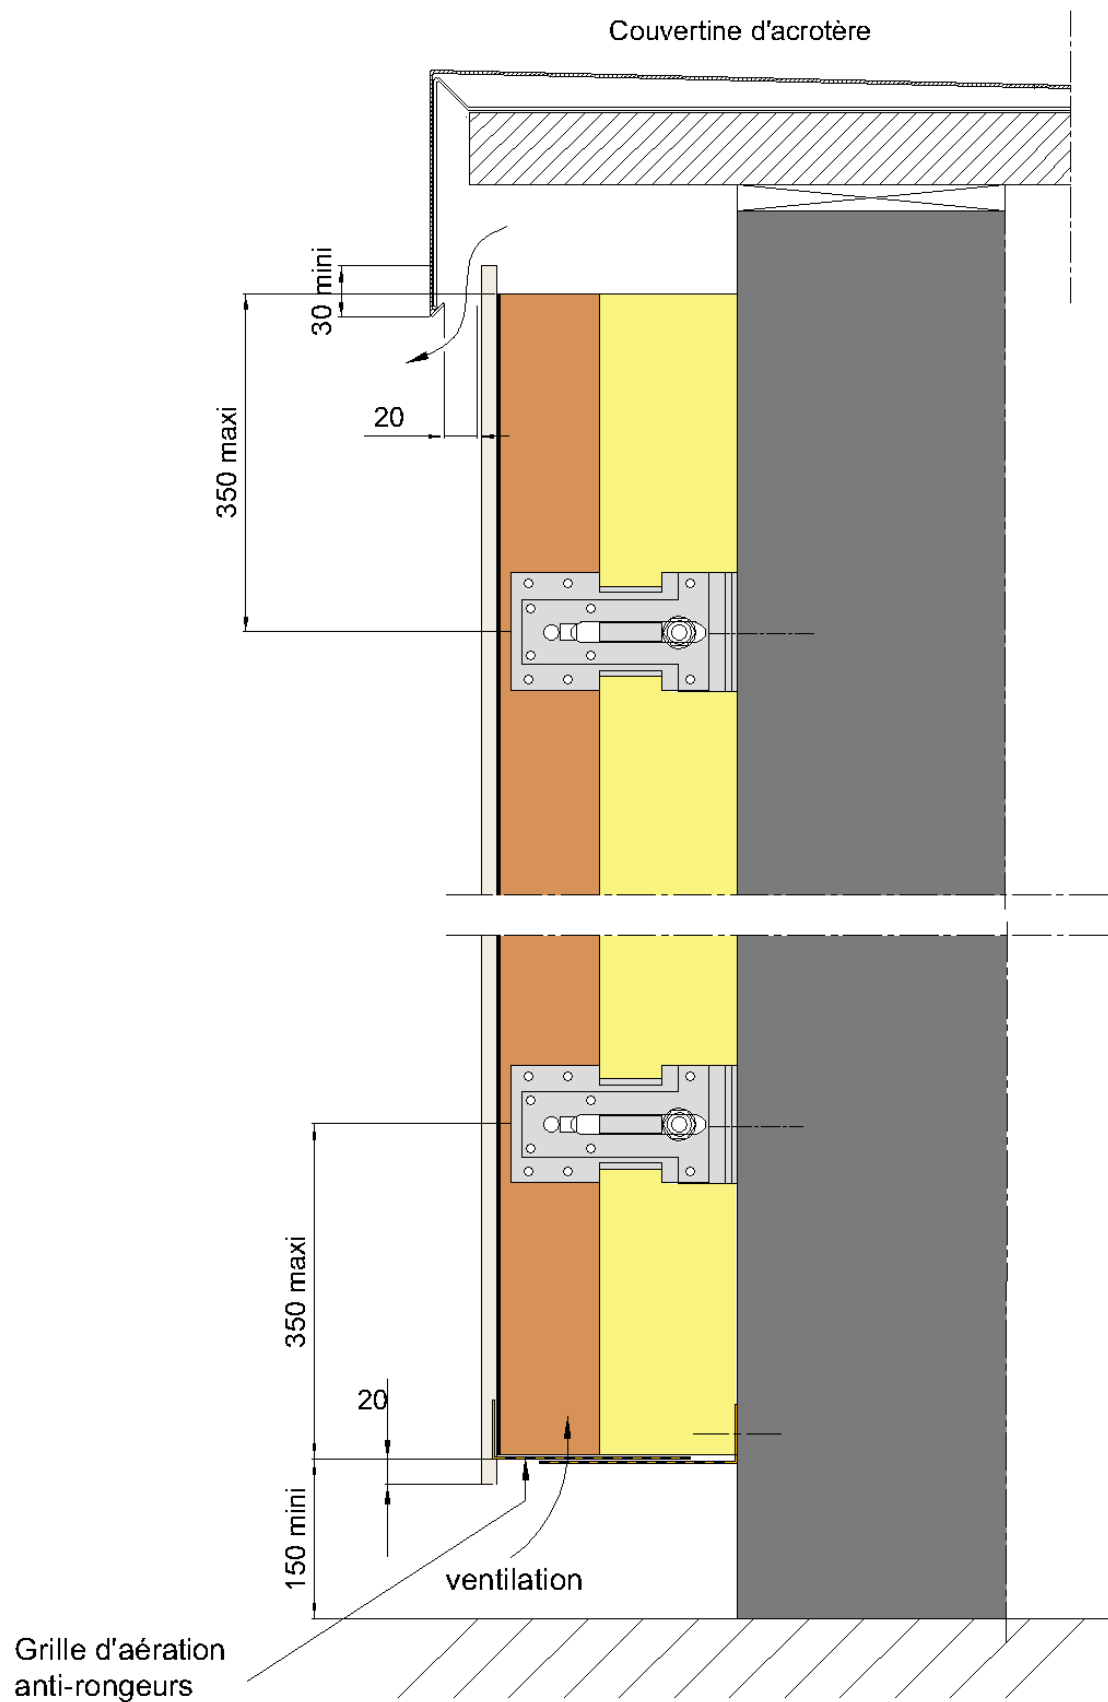 Couvertine d'acrotère
30 mini
350 maxi
20
350 maxi
20
150 mini
ventilation
Grille d'aération
anti-rongeurs